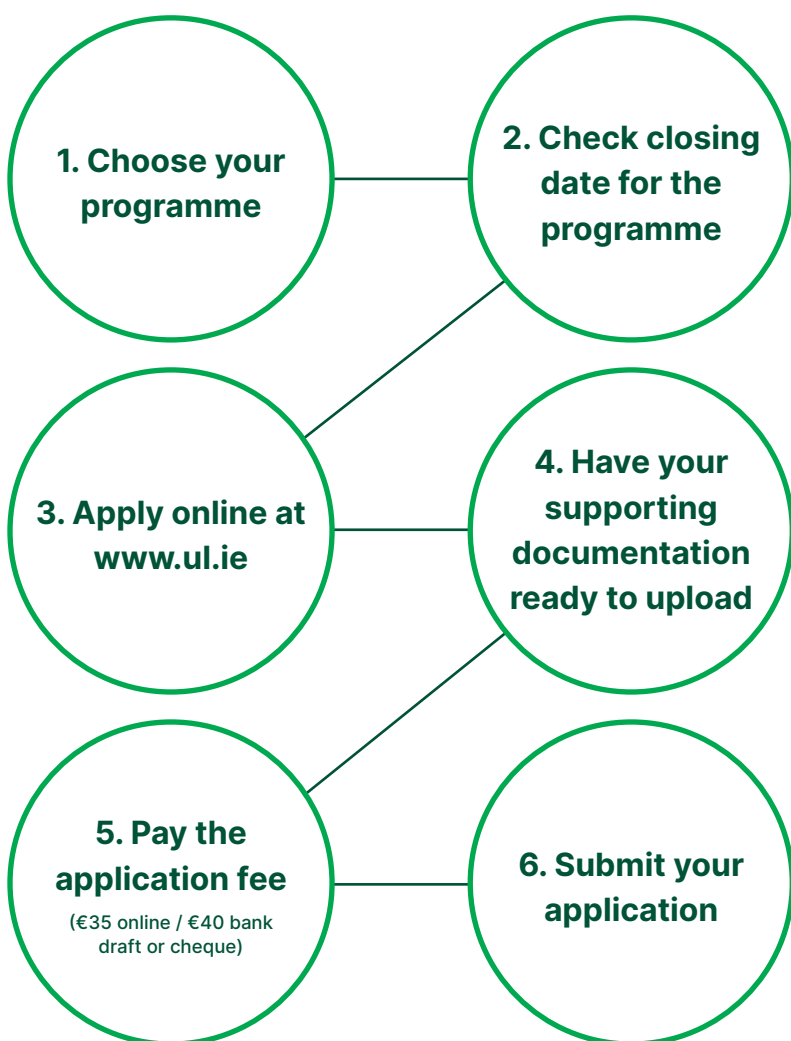 1. Choose your
programme
2. Check closing
date for the
programme
3. Apply online at
www.ul.ie
4. Have your
supporting
documentation
ready to upload
5. Pay the
application fee
(€35 online / €40 bank
draft or cheque)
6. Submit your
application